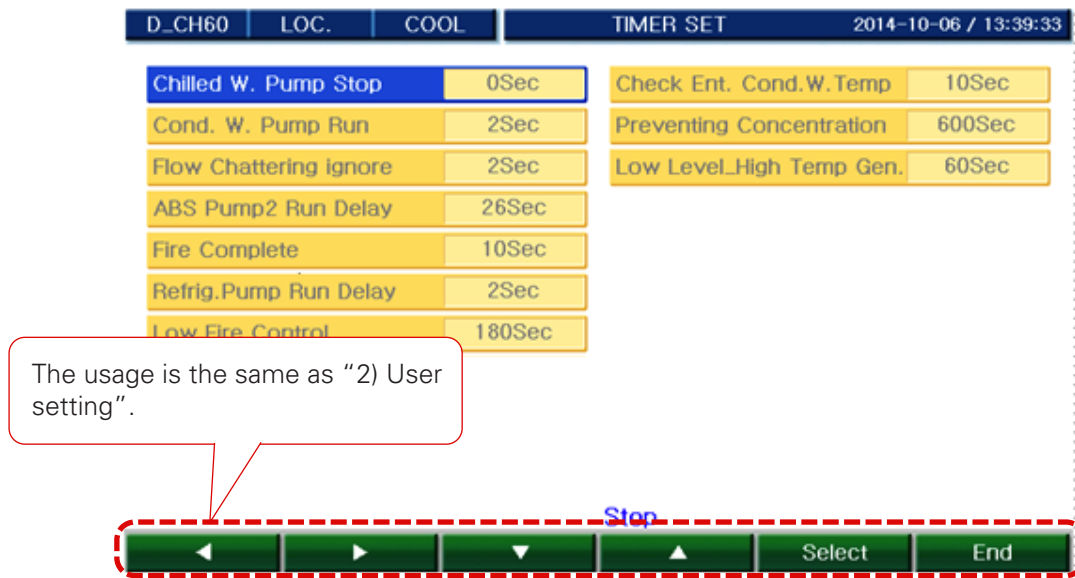 D_CH60 LOC. COOL TIMER SET 2014-10-06 / 13:39:33
Chilled W. Pump Stop 0Sec
Cond. W. Pump Run 2Sec
Flow Chattering ignore 2Sec
ABS Pump2 Run Delay 26Sec
Fire Complete 10Sec
Refrig.Pump Run Delay 2Sec
Low Fire Control 180Sec
Check Ent. Cond.W.Temp 10Sec
Preventing Concentration 600Sec
Low Level_High Temp Gen. 60Sec
The usage is the same as “2) User
setting”.
Stop
◀ ▶ ▼ ▲ Select End